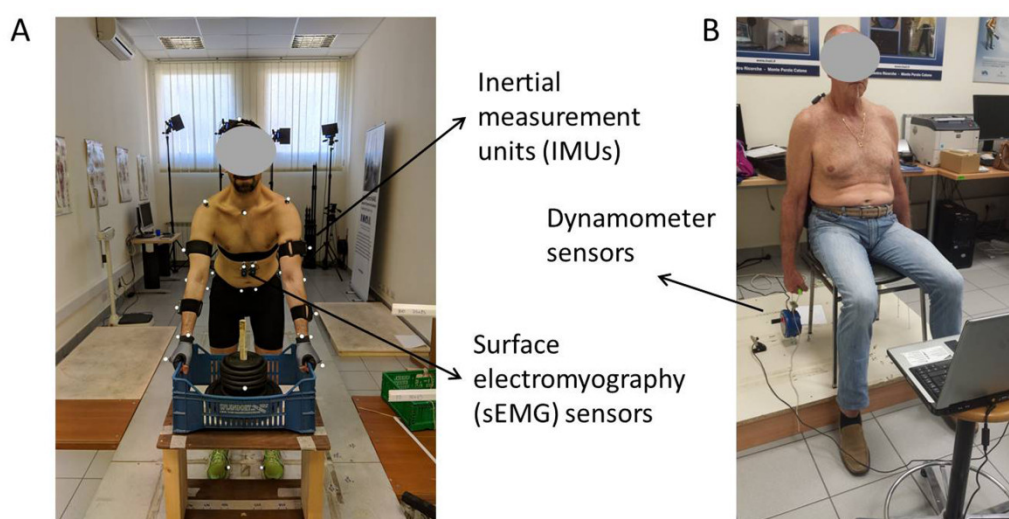 A
B
Inertial
measurement
units (IMUs)
Dynamometer
sensors
Surface
electromyography
(sEMG) sensors